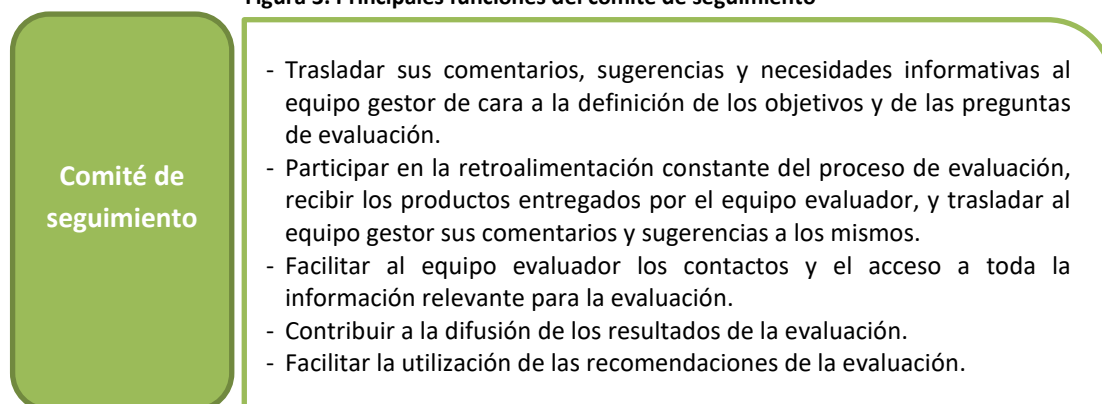 Figura 3. Principales funciones del comité de seguimiento
Comité de
seguimiento
- Trasladar sus comentarios, sugerencias y necesidades informativas al
equipo gestor de cara a la definición de los objetivos y de las preguntas
de evaluación.
- Participar en la retroalimentación constante del proceso de evaluación,
recibir los productos entregados por el equipo evaluador, y trasladar al
equipo gestor sus comentarios y sugerencias a los mismos.
- Facilitar al equipo evaluador los contactos y el acceso a toda la
información relevante para la evaluación.
- Contribuir a la difusión de los resultados de la evaluación.
- Facilitar la utilización de las recomendaciones de la evaluación.